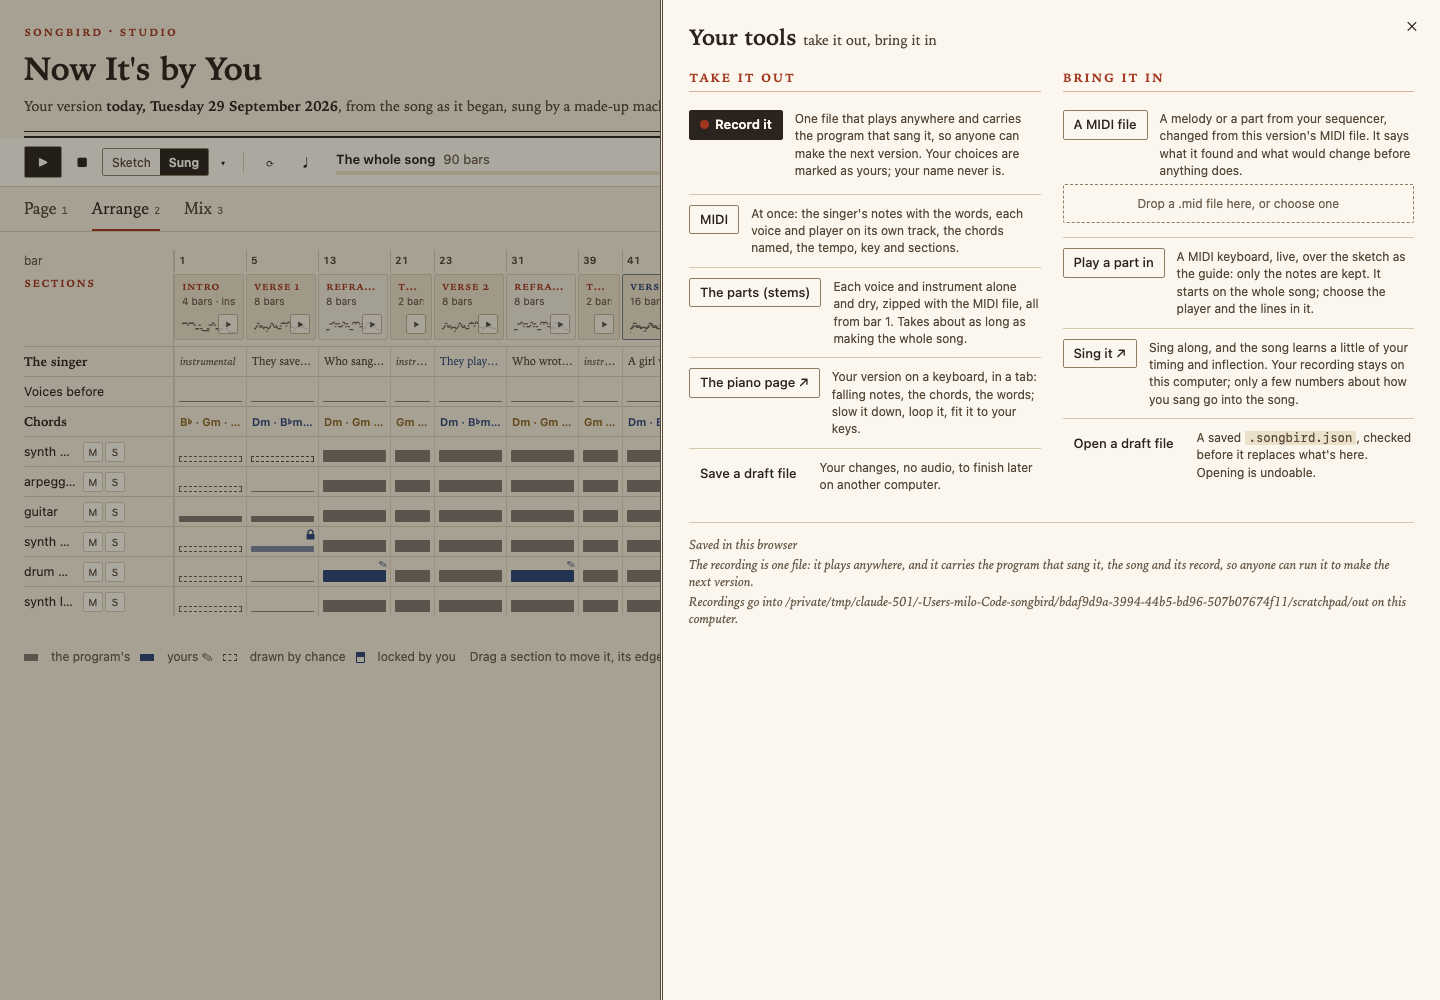 SONGBIRD · STUDIO
Now It's by You
Your version today, Tuesday 29 September 2026, from the song as it began, sung by a made-up mac
Sketch Sung
The whole song 90 bars
Page 1 Arrange 2 Mix 3
bar 1 5 13 21 23 31 39 41
SECTIONS INTRO VERSE 1 REFRA... T... VERSE 2 REFRA... T... VERS
4 bars · ins 8 bars 8 bars 2 bar 8 bars 8 bars 2 bar 16 bar
The singer instrumental They save... Who sang... instr... They play... Who wrot... instr... A girl
Voices before
Chords B♭ · Gm · ... Dm · B♭m... Dm · Gm ... Gm ... Dm · B♭m... Dm · Gm ... Gm ... Dm · B
synth ... M S
arpegg... M S
guitar M S
synth ... M S
drum ... M S
synth l... M S
the program's yours drawn by chance locked by you Drag a section to move it, its edge
Your tools take it out, bring it in
×
TAKE IT OUT
Record it
One file that plays anywhere and carries
the program that sang it, so anyone can
make the next version. Your choices are
marked as yours; your name never is.
MIDI
At once: the singer's notes with the words, each
voice and player on its own track, the chords
named, the tempo, key and sections.
The parts (stems)
Each voice and instrument alone
and dry, zipped with the MIDI file, all
from bar 1. Takes about as long as
making the whole song.
The piano page ↗
Your version on a keyboard, in a tab:
falling notes, the chords, the words;
slow it down, loop it, fit it to your
keys.
Save a draft file
Your changes, no audio, to finish later
on another computer.
BRING IT IN
A MIDI file
A melody or a part from your sequencer,
changed from this version's MIDI file. It says
what it found and what would change before
anything does.
Drop a .mid file here, or choose one
Play a part in
A MIDI keyboard, live, over the sketch as
the guide: only the notes are kept. It
starts on the whole song; choose the
player and the lines in it.
Sing it ↗
Sing along, and the song learns a little of your
timing and inflection. Your recording stays on
this computer; only a few numbers about how
you sang go into the song.
Open a draft file
A saved .songbird.json, checked
before it replaces what's here.
Opening is undoable.
Saved in this browser
The recording is one file: it plays anywhere, and it carries the program that sang it, the song and its record, so anyone can run it to make the
next version.
Recordings go into /private/tmp/claude-501/-Users-milo-Code-songbird/bdaf9d9a-3994-44b5-bd96-507b07674f11/scratchpad/out on this
computer.